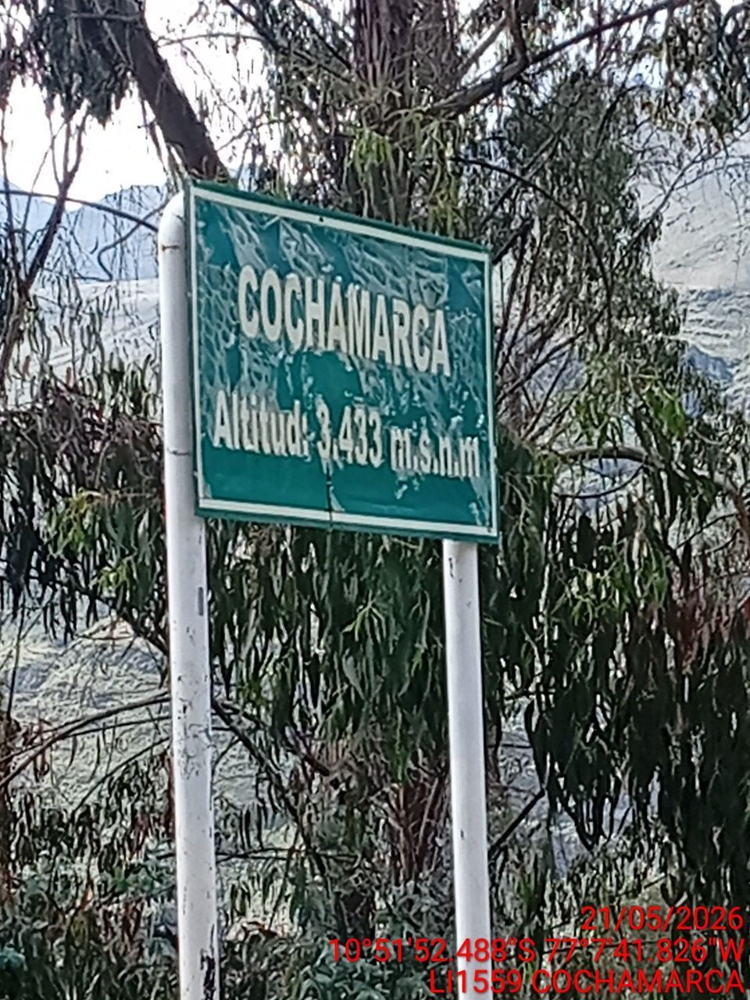 COCHAMARCA
Altitud: 3.433 m.s.n.m
21/05/2026
10°51'52.488"S 77°7'41.826"W
LI1559 COCHAMARCA